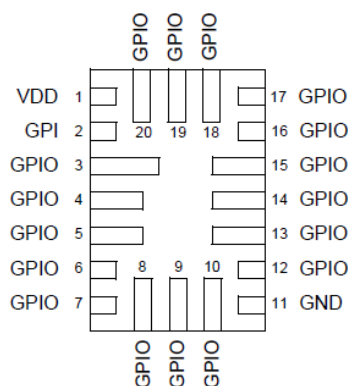 GPIO GPIO GPIO
VDD 1 17 GPIO
GPI 2 20 19 18 16 GPIO
GPIO 3 15 GPIO
GPIO 4 14 GPIO
GPIO 5 13 GPIO
GPIO 6 8 9 10 12 GPIO
GPIO 7 11 GND
GPIO GPIO GPIO